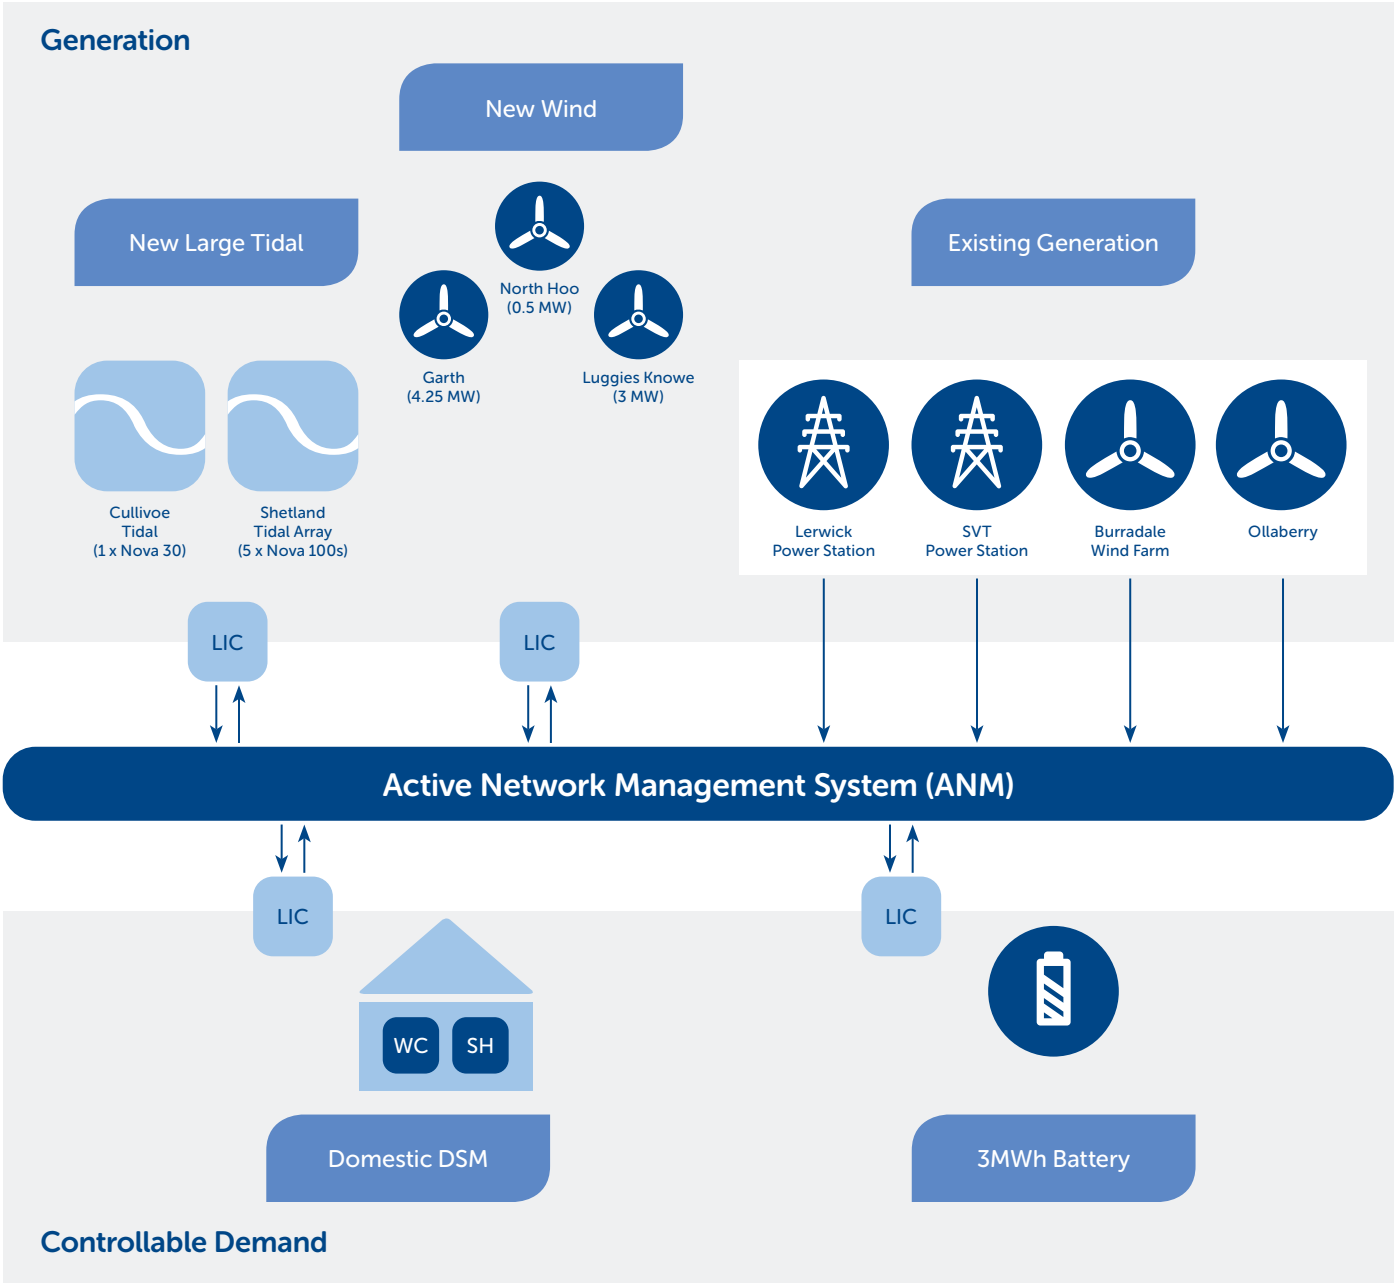 Generation
New Wind
New Large Tidal
Existing Generation
North Hoo
(0.5 MW)
Garth
(4.25 MW)
Luggies Knowe
(3 MW)
Cullivoe
Tidal
(1 x Nova 30)
Shetland
Tidal Array
(5 x Nova 100s)
Lerwick
Power Station
SVT
Power Station
Burradale
Wind Farm
Ollaberry
LIC
LIC
Active Network Management System (ANM)
LIC
LIC
WC
SH
Domestic DSM
3MWh Battery
Controllable Demand